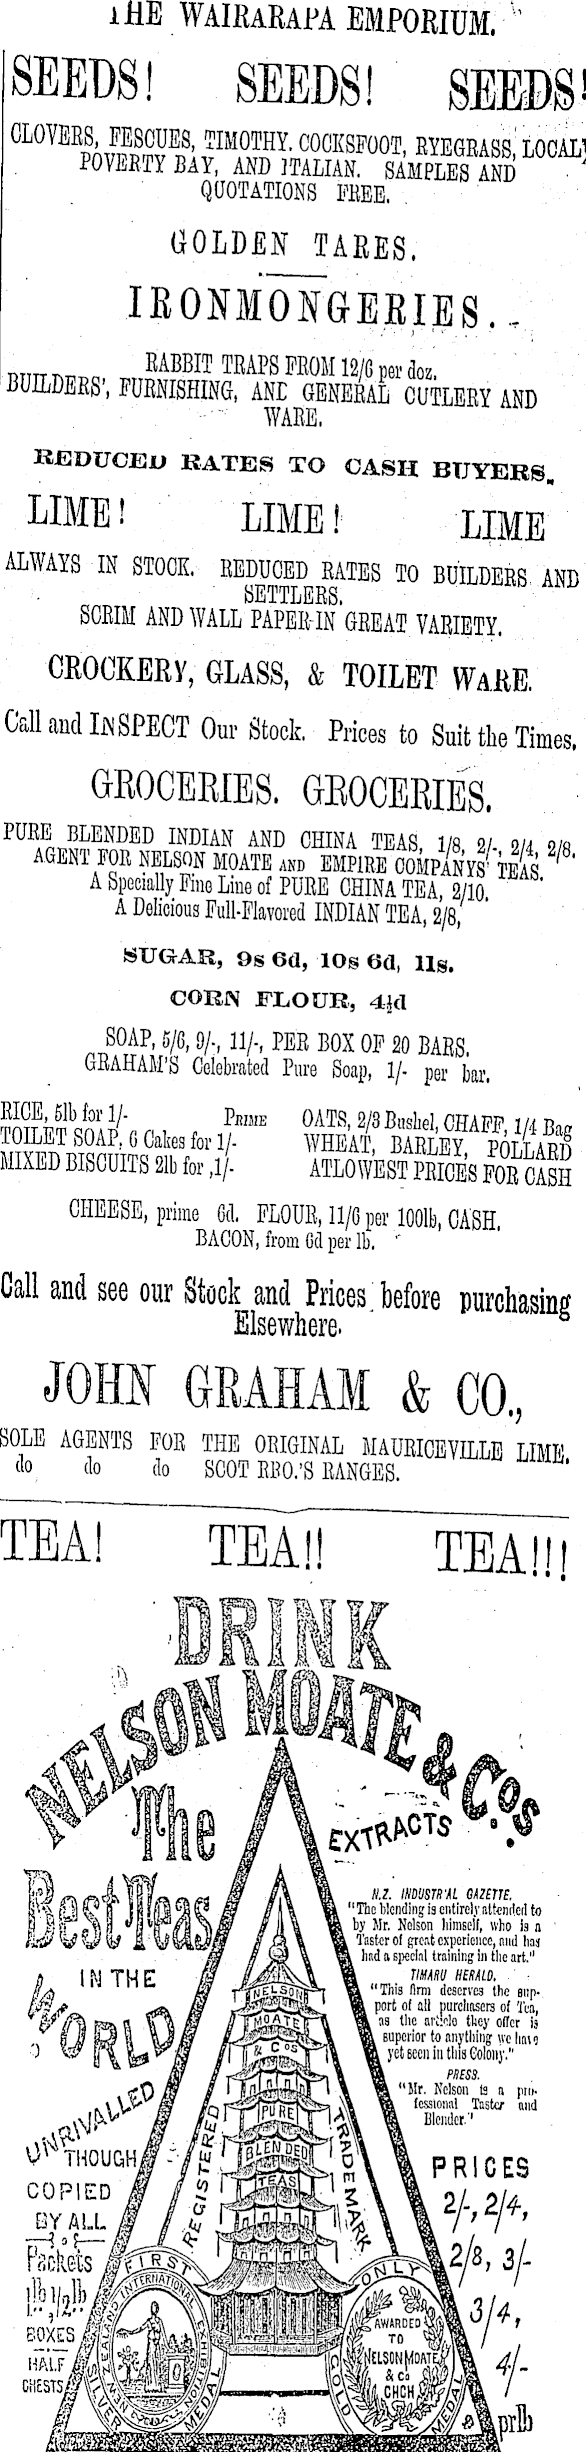 THE WAIRARAPA EMPORIUM.
SEEDS! SEEDS! SEEDS!
CLOVERS, FESCUES, TIMOTHY. COCKSFOOT, RYEGRASS, LOCAL,
POVERTY BAY, AND ITALIAN. SAMPLES AND
QUOTATIONS FREE.
GOLDEN TARES.
IRONMONGERIES.
RABBIT TRAPS FROM 12/6 per doz.
BUILDERS', FURNISHING, AND GENERAL CUTLERY AND
WARE.
REDUCED RATES TO CASH BUYERS.
LIME! LIME! LIME
ALWAYS IN STOCK. REDUCED RATES TO BUILDERS AND
SETTLERS.
SCRIM AND WALL PAPER IN GREAT VARIETY.
CROCKERY, GLASS, & TOILET WARE.
Call and INSPECT Our Stock. Prices to Suit the Times.
GROCERIES. GROCERIES.
PURE BLENDED INDIAN AND CHINA TEAS, 1/8, 2/-, 2/4, 2/8.
AGENT FOR NELSON MOATE AND EMPIRE COMPANYS' TEAS.
A Specially Fine Line of PURE CHINA TEA, 2/10.
A Delicious Full-Flavored INDIAN TEA, 2/8,
SUGAR, 9s 6d, 10s 6d, 11s.
CORN FLOUR, 4½d
SOAP, 5/6, 9/-, 11/-, PER BOX OF 20 BARS.
GRAHAM'S Celebrated Pure Soap, 1/- per bar.
RICE, 5lb for 1/- PRIME OATS, 2/3 Bushel, CHAFF, 1/4 Bag
TOILET SOAP, 6 Cakes for 1/- WHEAT, BARLEY, POLLARD
MIXED BISCUITS 2lb for ,1/- AT LOWEST PRICES FOR CASH
CHEESE, prime 6d. FLOUR, 11/6 per 100lb, CASH.
BACON, from 6d per lb.
Call and see our Stock and Prices before purchasing
Elsewhere.
JOHN GRAHAM & CO.,
SOLE AGENTS FOR THE ORIGINAL MAURICEVILLE LIME.
do do do SCOT RBO.'S RANGES.
TEA! TEA!! TEA!!!
DRINK
NELSON MOATE & Cos
The
Best Teas
IN THE
WORLD
UNRIVALLED
THOUGH
COPIED
BY ALL
Packets
1lb 1/2lb
BOXES
HALF
CHESTS
NELSON
MOATE
& Cos
PURE
BLENDED
TEAS
REGISTERED
TRADE MARK
FIRST
NEW ZEALAND INTERNATIONAL EXHIBITION
SILVER MEDAL
ONLY
GOLD MEDAL
AWARDED
TO
NELSON MOATE
& Co
CHCH
EXTRACTS
N.Z. INDUSTR'AL GAZETTE.
"The blending is entirely attended to
by Mr. Nelson himself, who is a
Taster of great experience, and has
had a special training in the art."
TIMARU HERALD.
"This firm deserves the sup-
port of all purchasers of Tea,
as the article they offer is
superior to anything we have
yet seen in this Colony."
PRESS.
"Mr. Nelson is a pro-
fessional Taster and
Blender."
PRICES
2/-, 2/4,
2/8, 3/-
3/4,
4/-
prlb